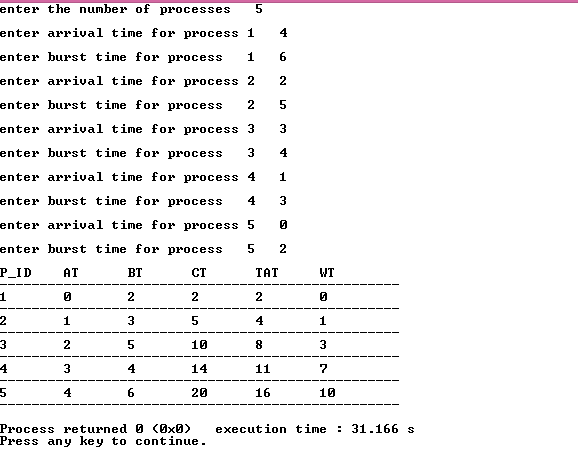 enter the number of processes   5
enter arrival time for process 1   4
enter burst time for process   1   6
enter arrival time for process 2   2
enter burst time for process   2   5
enter arrival time for process 3   3
enter burst time for process   3   4
enter arrival time for process 4   1
enter burst time for process   4   3
enter arrival time for process 5   0
enter burst time for process   5   2
P_ID    AT      BT      CT      TAT     WT
--------------------------------------------------
1       0       2       2       2       0
--------------------------------------------------
2       1       3       5       4       1
--------------------------------------------------
3       2       5       10      8       3
--------------------------------------------------
4       3       4       14      11      7
--------------------------------------------------
5       4       6       20      16      10
--------------------------------------------------
Process returned 0 (0x0)   execution time : 31.166 s
Press any key to continue.